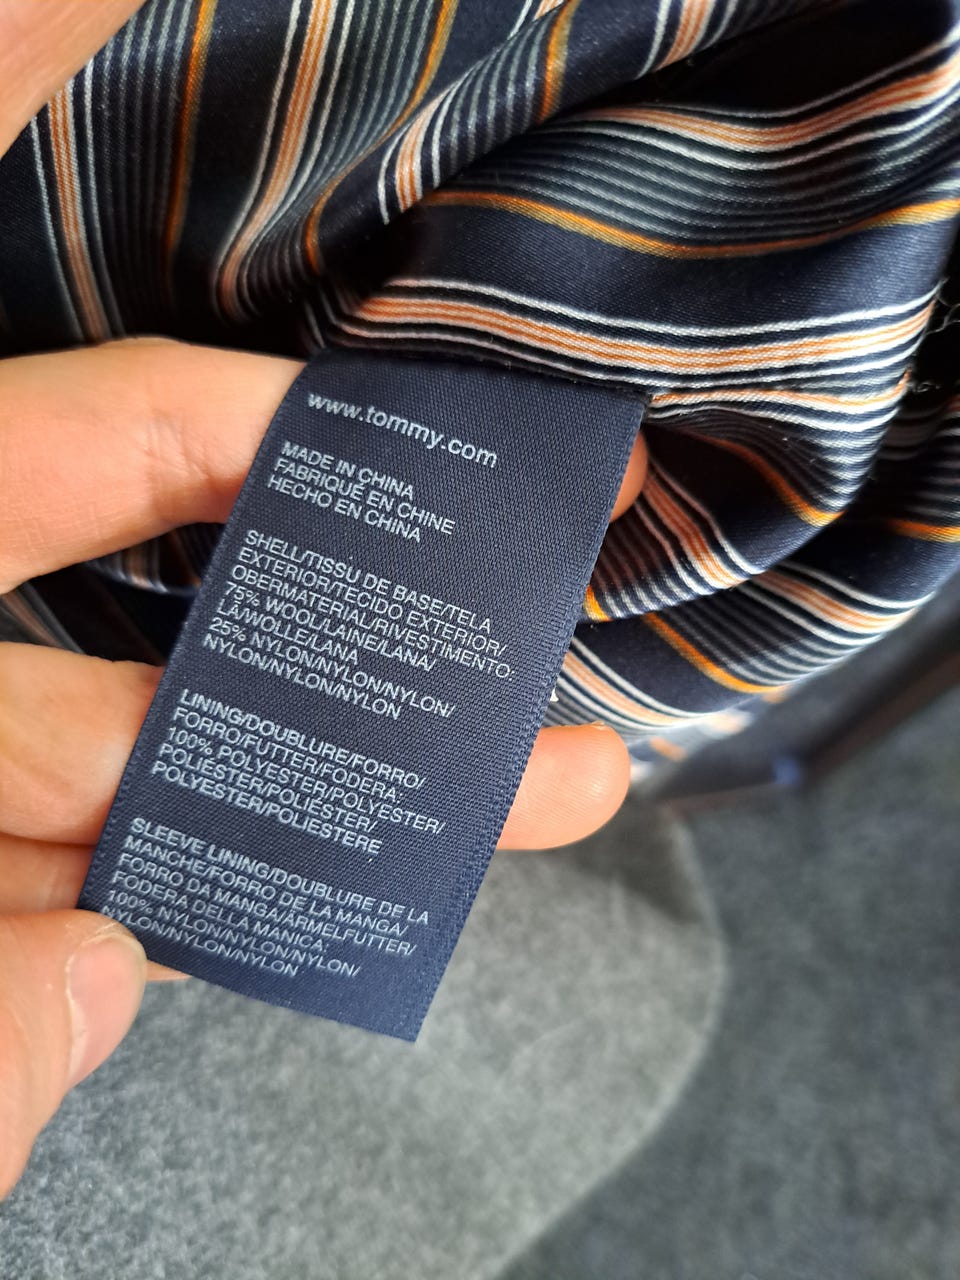 www.tommy.com
MADE IN CHINA
FABRIQUÉ EN CHINE
HECHO EN CHINA
SHELL/TISSU DE BASE/TELA
EXTERIOR/TECIDO EXTERIOR/
OBERMATERIAL/RIVESTIMENTO:
75% WOOL/LAINE/LANA/
LÃ/WOLLE/LANA
25% NYLON/NYLON/NYLON/
NYLON/NYLON/NYLON
LINING/DOUBLURE/FORRO/
FORRO/FUTTER/FODERA:
100% POLYESTER/POLYESTER/
POLIÉSTER/POLIÉSTER/
POLYESTER/POLIESTERE
SLEEVE LINING/DOUBLURE DE LA
MANCHE/FORRO DE LA MANGA/
FORRO DA MANGA/ÄRMELFUTTER/
FODERA DELLA MANICA:
100% NYLON/NYLON/NYLON/
NYLON/NYLON/NYLON